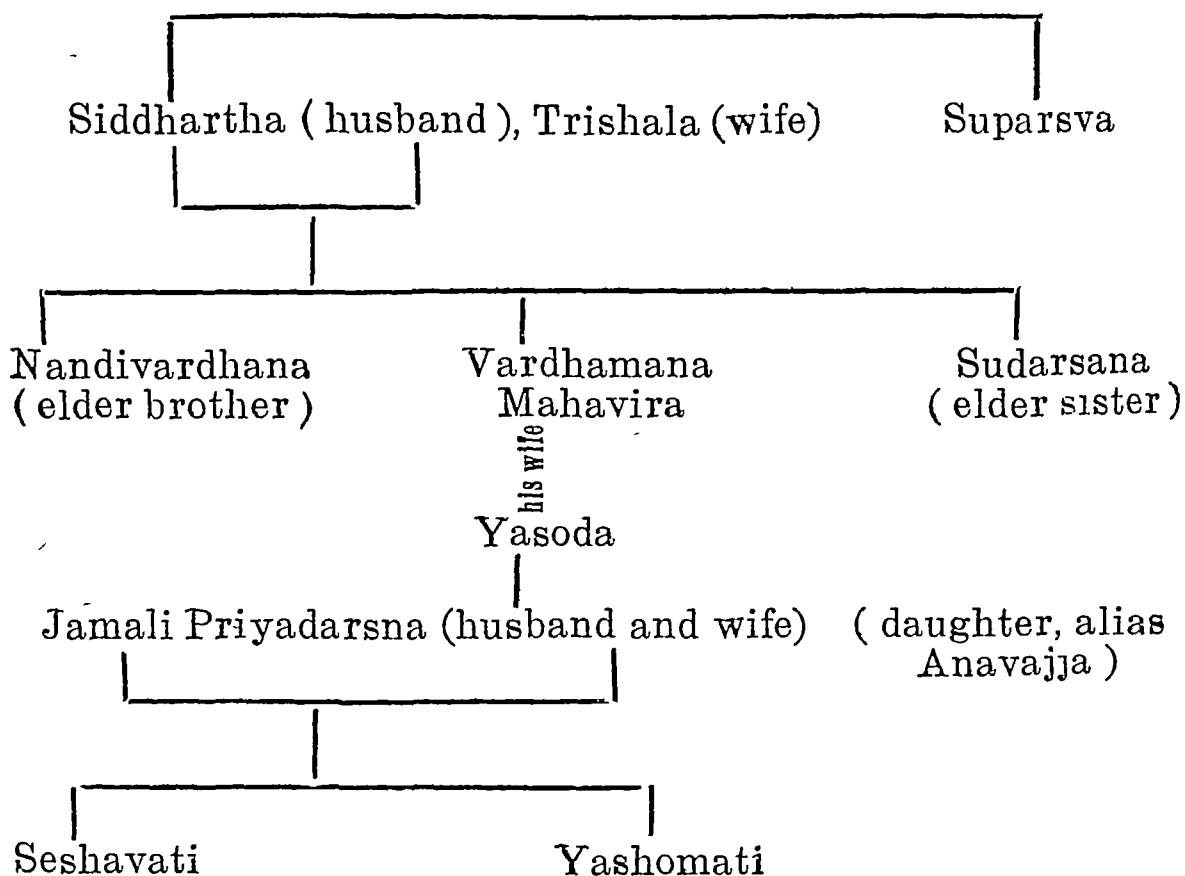 Siddhartha ( husband ), Trishala (wife) Suparsva
Nandivardhana Vardhamana Sudarsana
( elder brother ) Mahavira ( elder sister )
his wife
Yasoda
Jamali Priyadarsna (husband and wife) ( daughter, alias
Anavajja )
Seshavati Yashomati